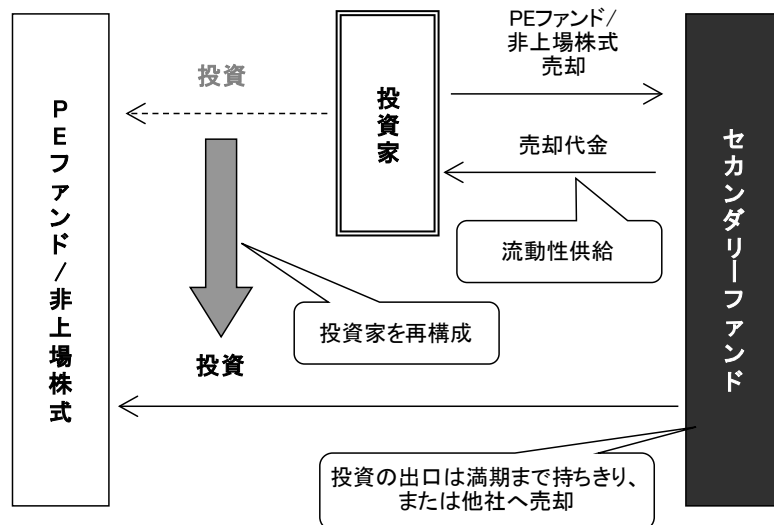 PEファンド/非上場株式
投資
投資家
PEファンド/
非上場株式
売却
売却代金
流動性供給
投資家を再構成
投資
セカンダリーファンド
投資の出口は満期まで持ちきり、
または他社へ売却